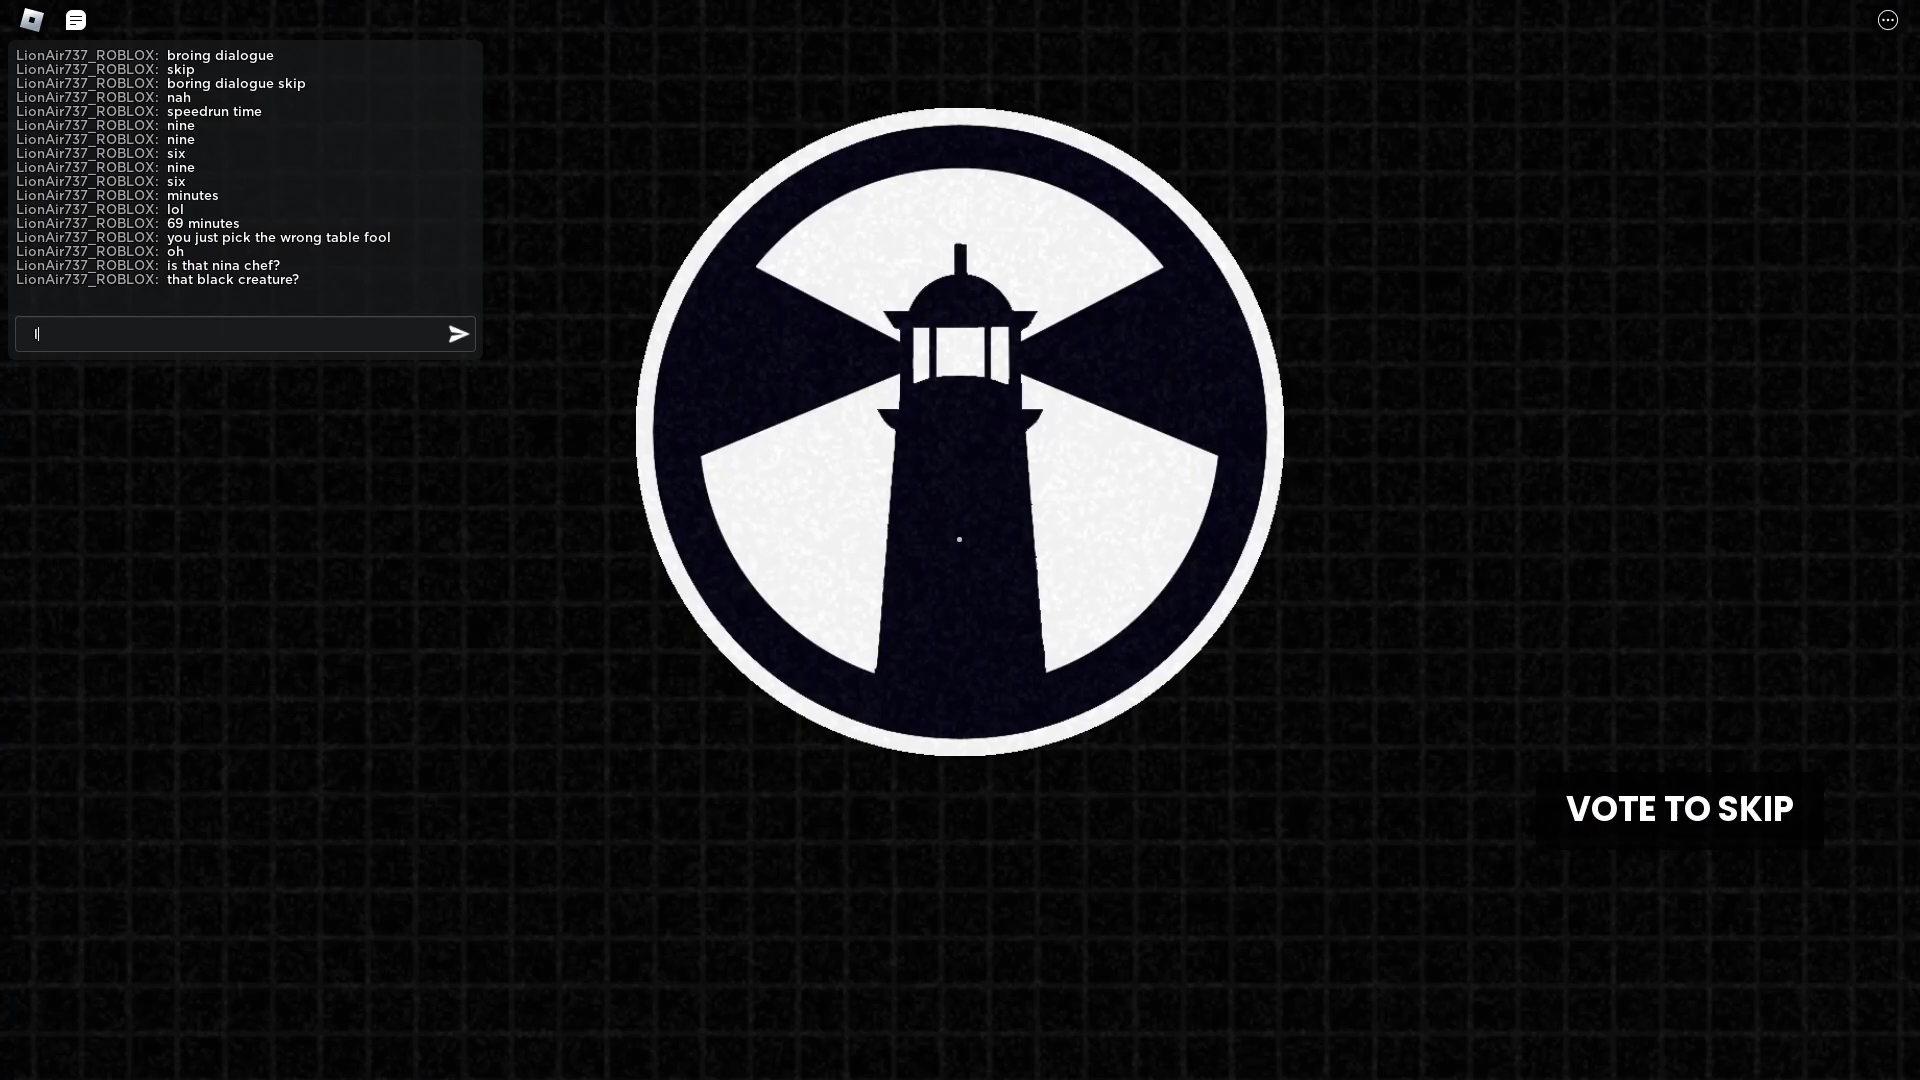 LionAir737_ROBLOX: broing dialogue
LionAir737_ROBLOX: skip
LionAir737_ROBLOX: boring dialogue skip
LionAir737_ROBLOX: nah
LionAir737_ROBLOX: speedrun time
LionAir737_ROBLOX: nine
LionAir737_ROBLOX: nine
LionAir737_ROBLOX: six
LionAir737_ROBLOX: nine
LionAir737_ROBLOX: six
LionAir737_ROBLOX: minutes
LionAir737_ROBLOX: lol
LionAir737_ROBLOX: 69 minutes
LionAir737_ROBLOX: you just pick the wrong table fool
LionAir737_ROBLOX: oh
LionAir737_ROBLOX: is that nina chef?
LionAir737_ROBLOX: that black creature?
VOTE TO SKIP